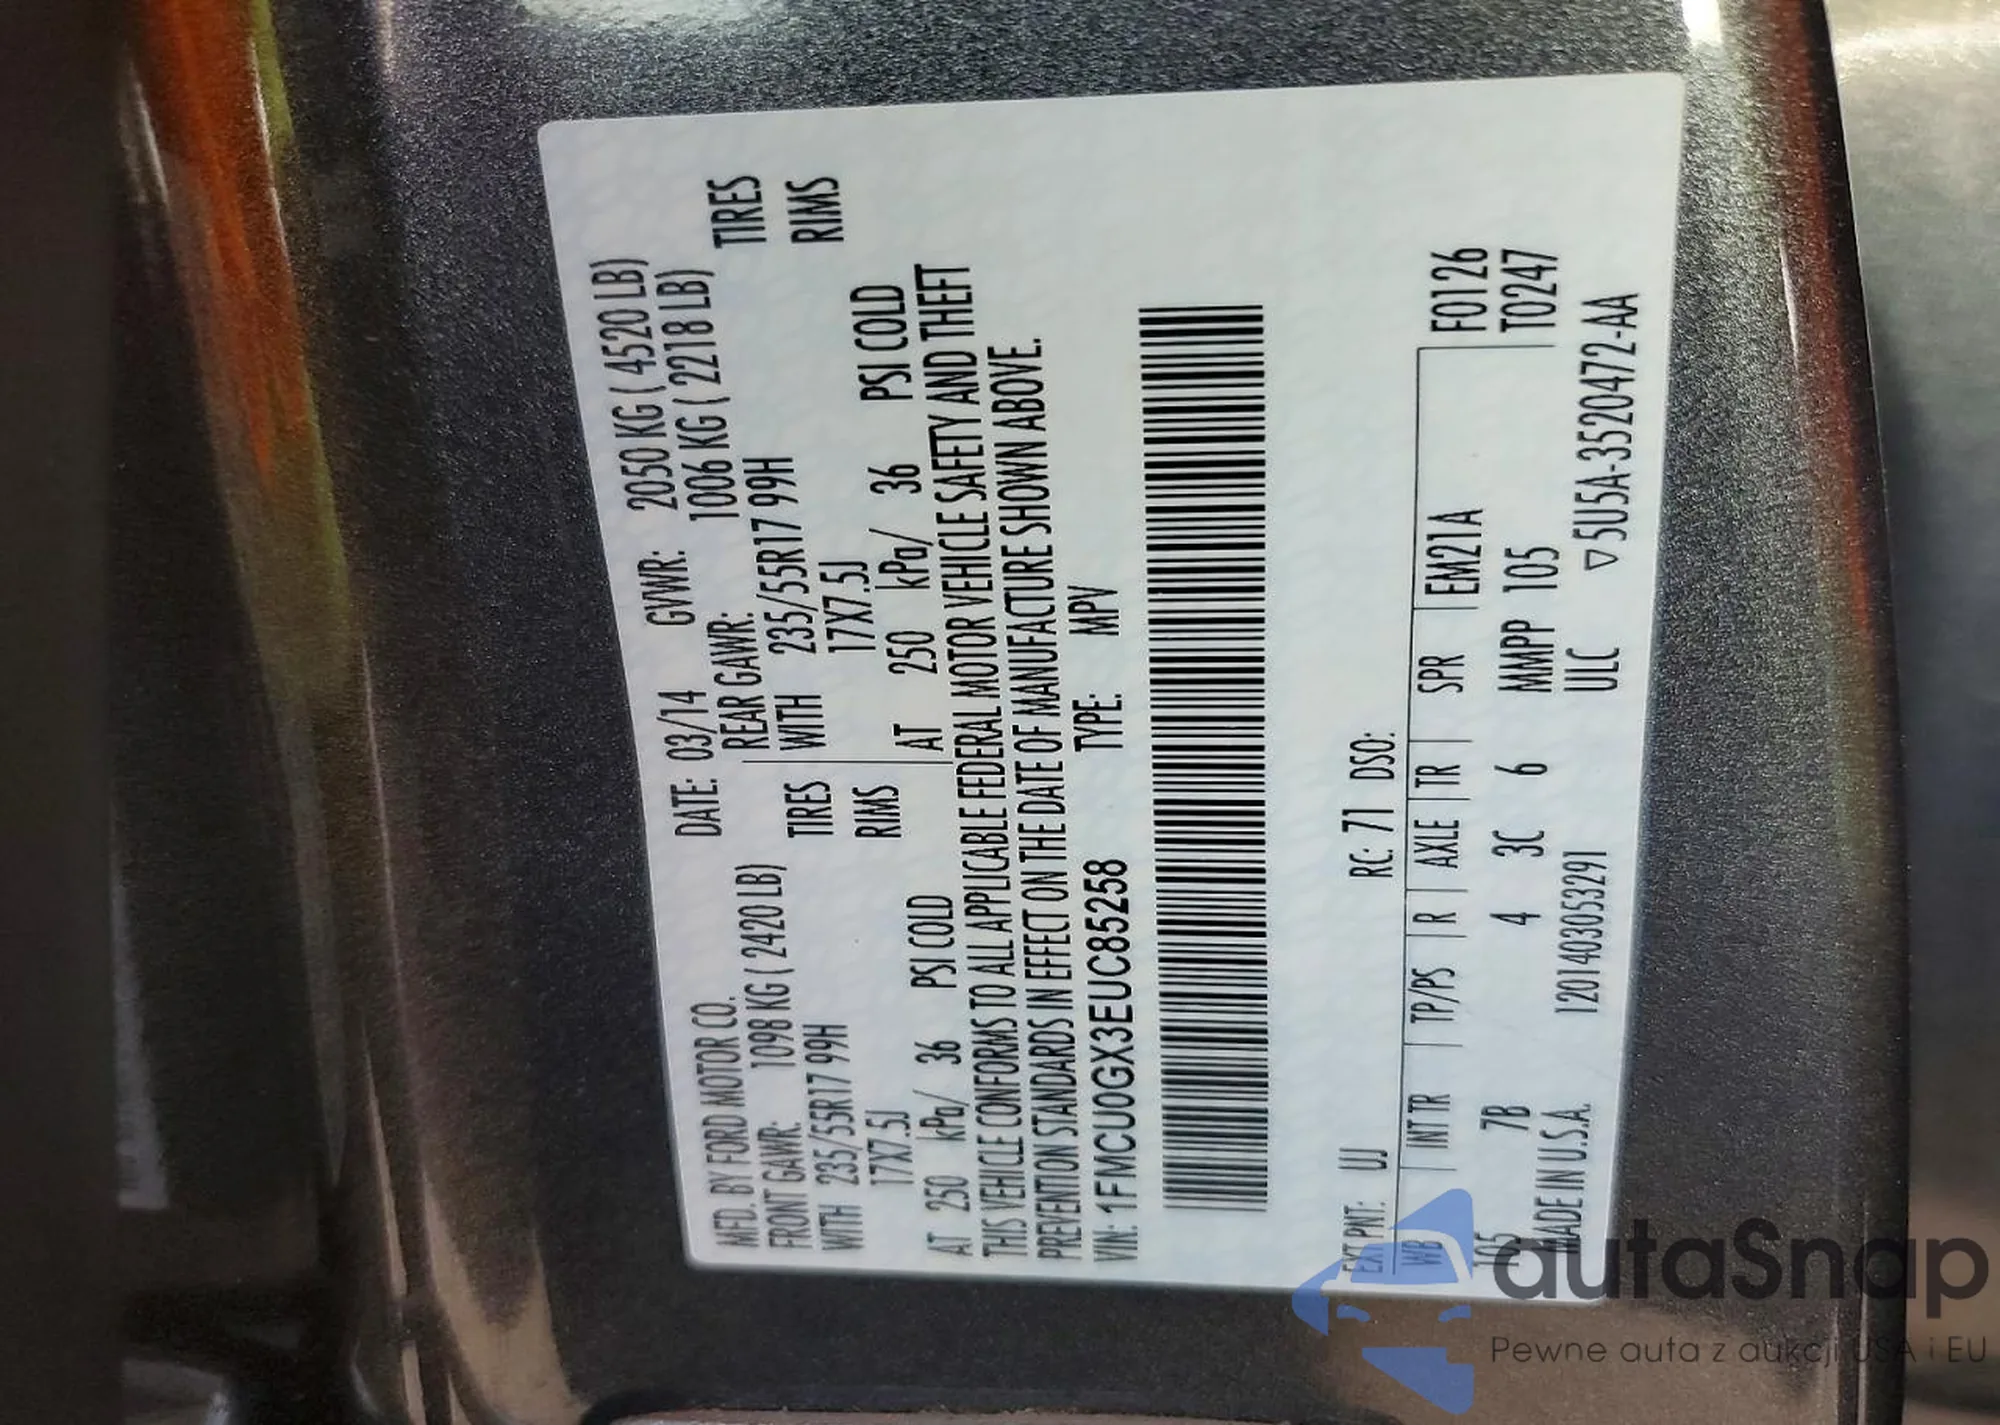 MFD. BY FORD MOTOR CO.
DATE: 03/14 GVWR: 2050 KG ( 4520 LB)
FRONT GAWR: 1098 KG ( 2420 LB) REAR GAWR: 1006 KG ( 2218 LB)
WITH 235/55R17 99H TIRES WITH 235/55R17 99H TIRES
17X7.5J RIMS 17X7.5J RIMS
AT 250 kPa/ 36 PSI COLD AT 250 kPa/ 36 PSI COLD
THIS VEHICLE CONFORMS TO ALL APPLICABLE FEDERAL MOTOR VEHICLE SAFETY AND THEFT
PREVENTION STANDARDS IN EFFECT ON THE DATE OF MANUFACTURE SHOWN ABOVE.
VIN: 1FMCU0GX3EUC85258 TYPE: MPV
EXT PNT: UJ RC: 71 DSO:
WB INT TR TP/PS R AXLE TR SPR EM21A F0126
105 7B 4 3C 6 MMPP 105 T0247
MADE IN U.S.A. 1201403053291 ULC ▽5U5A-3520472-AA
autaSnap
Pewne auta z aukcji USA i EU